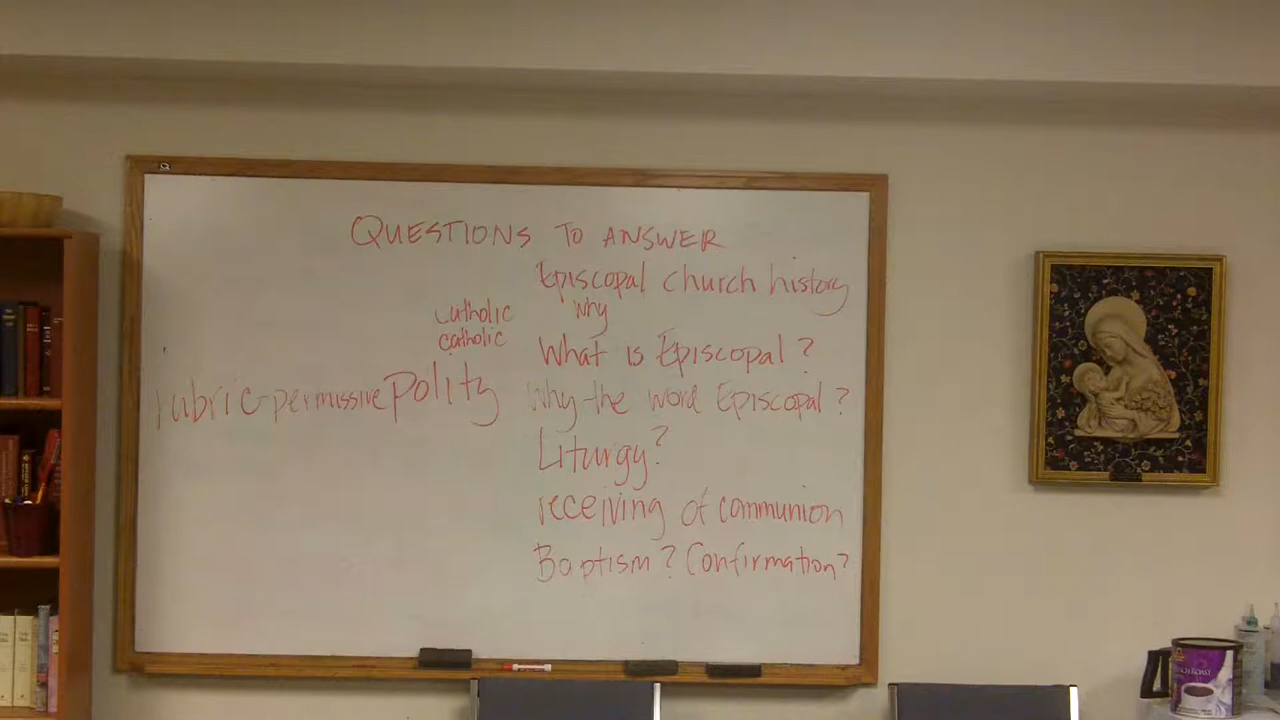 QUESTIONS TO ANSWER
Episcopal church history
why
Catholic
catholic
What is Episcopal?
rubric-permissive Polity
Why the word Episcopal?
Liturgy?
receiving of communion
Baptism? Confirmation?
ROAST